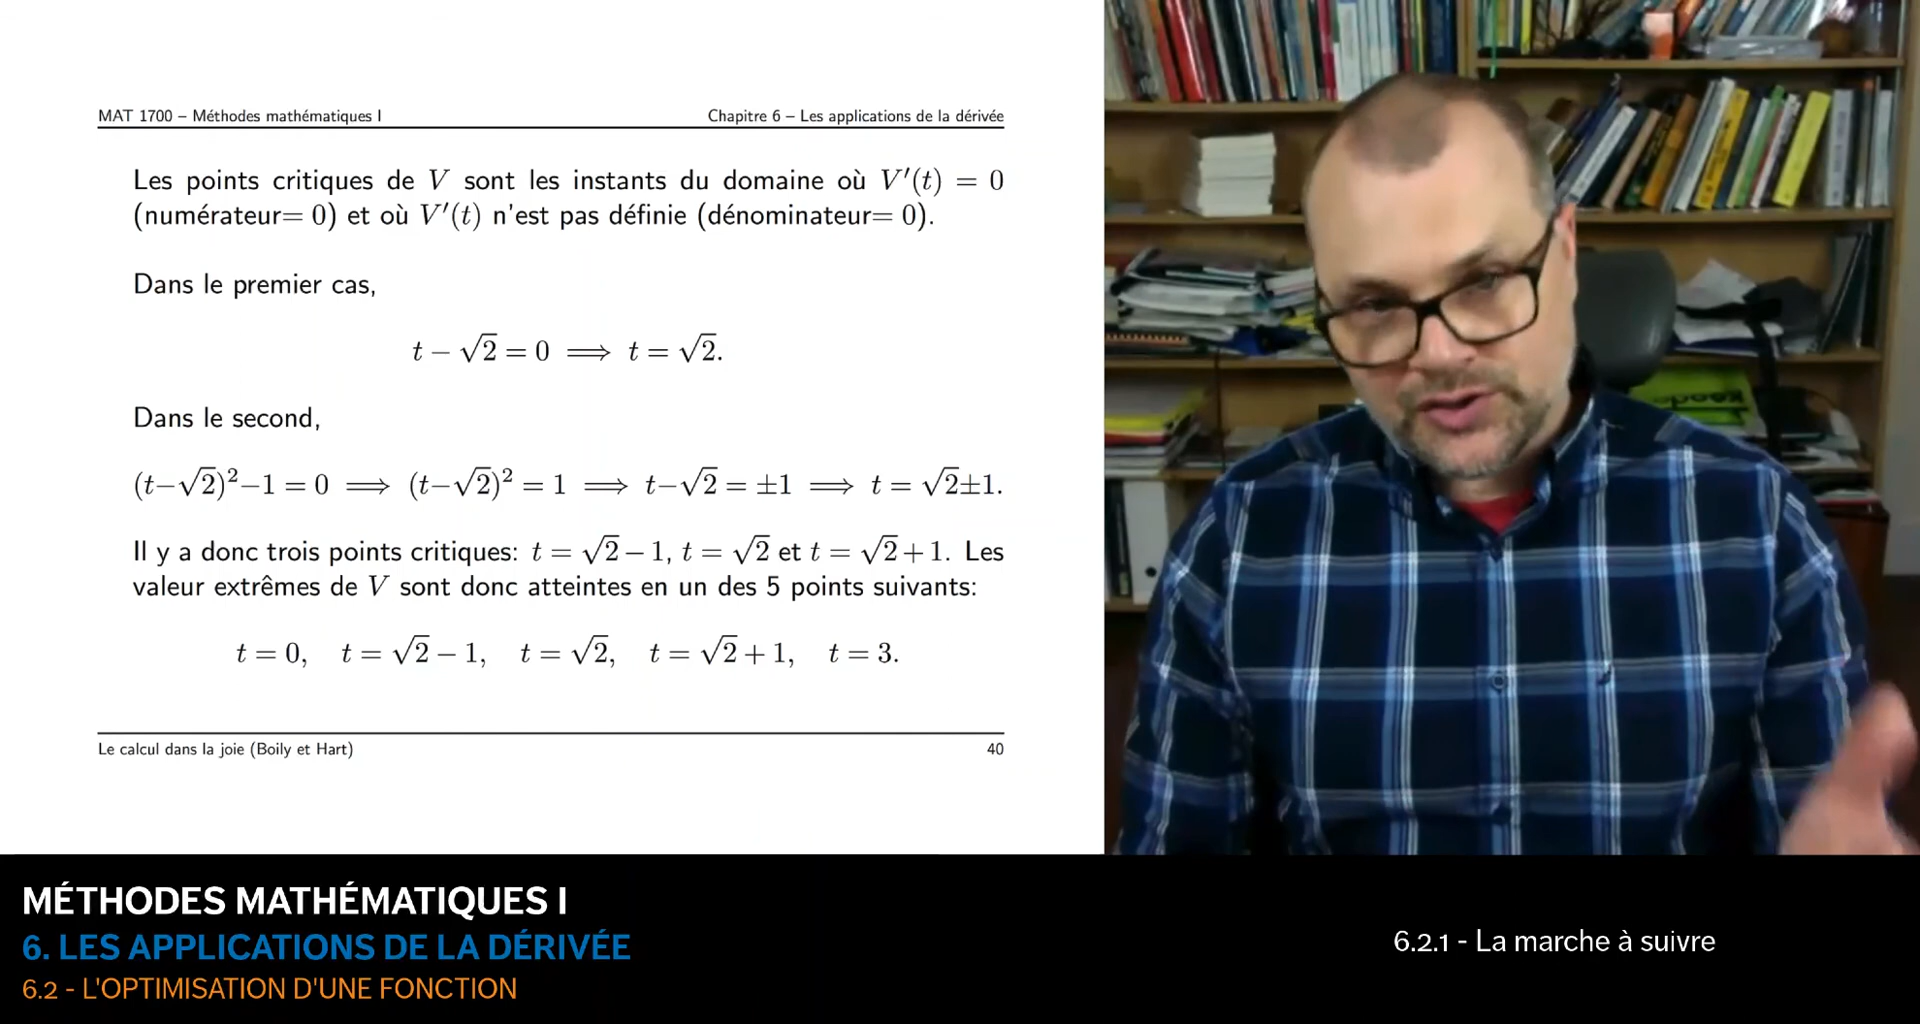 MAT 1700 – Méthodes mathématiques I
Chapitre 6 – Les applications de la dérivée
Les points critiques de V sont les instants du domaine où V′(t) = 0
(numérateur= 0) et où V′(t) n'est pas définie (dénominateur= 0).
Dans le premier cas,
t − √2 = 0 ⟹ t = √2.
Dans le second,
(t−√2)²−1 = 0 ⟹ (t−√2)² = 1 ⟹ t−√2 = ±1 ⟹ t = √2±1.
Il y a donc trois points critiques: t = √2−1, t = √2 et t = √2+1. Les
valeur extrêmes de V sont donc atteintes en un des 5 points suivants:
t = 0, t = √2 − 1, t = √2, t = √2 + 1, t = 3.
Le calcul dans la joie (Boily et Hart)
40
MÉTHODES MATHÉMATIQUES I
6. LES APPLICATIONS DE LA DÉRIVÉE
6.2 - L'OPTIMISATION D'UNE FONCTION
6.2.1 - La marche à suivre